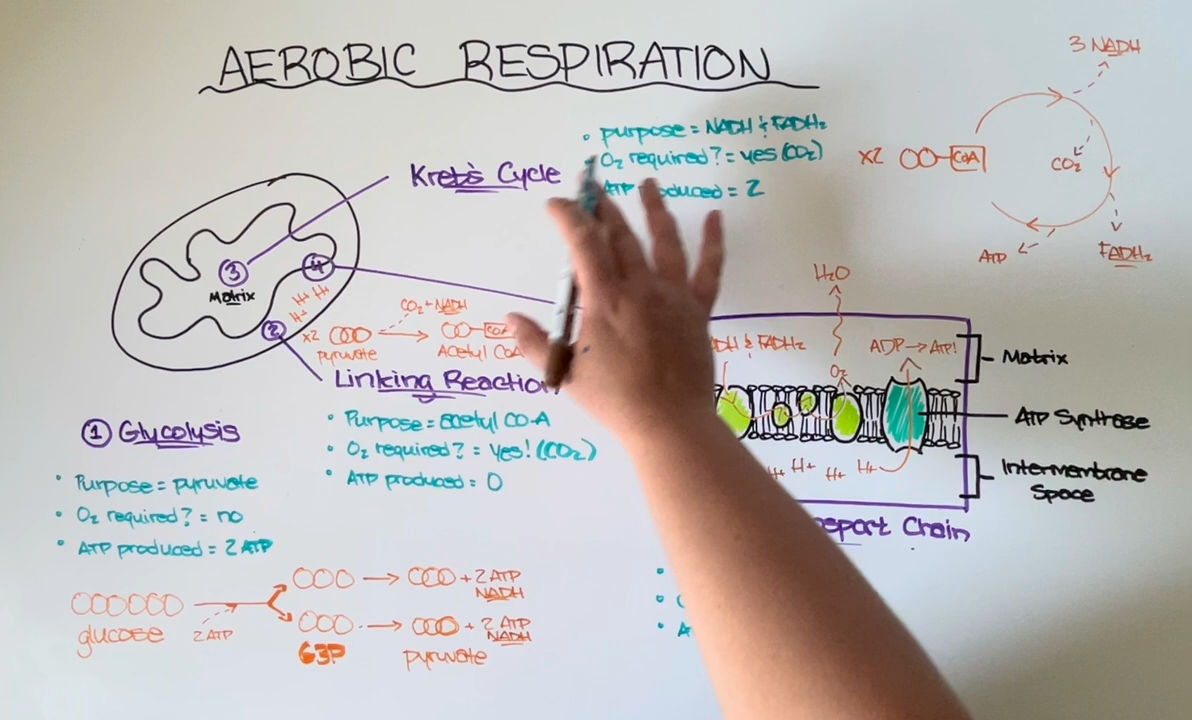 AEROBIC RESPIRATION
3 NADH
• purpose = NADH & FADH₂
O₂ required? = yes (CO₂)
ATP produced = 2
x2 CoA
CO₂
ATP
FADH₂
Kreb's Cycle
3
Matrix
4
H+ H+
H+
2
CO₂ + NADH
x2
pyruvate
Acetyl CoA
Linking Reaction
• Purpose = acetyl CO-A
• O₂ required? = yes! (CO₂)
• ATP produced = 0
H₂O
& FADH₂
ADP → ATP!
O₂
Matrix
ATP Synthase
Intermembrane
Space
H+ H+ H+
Chain
1 Glycolysis
• Purpose = pyruvate
• O₂ required? = no
• ATP produced = 2 ATP
glucose
2 ATP
+ 2 ATP
NADH
+ 2 ATP
NADH
G3P
pyruvate